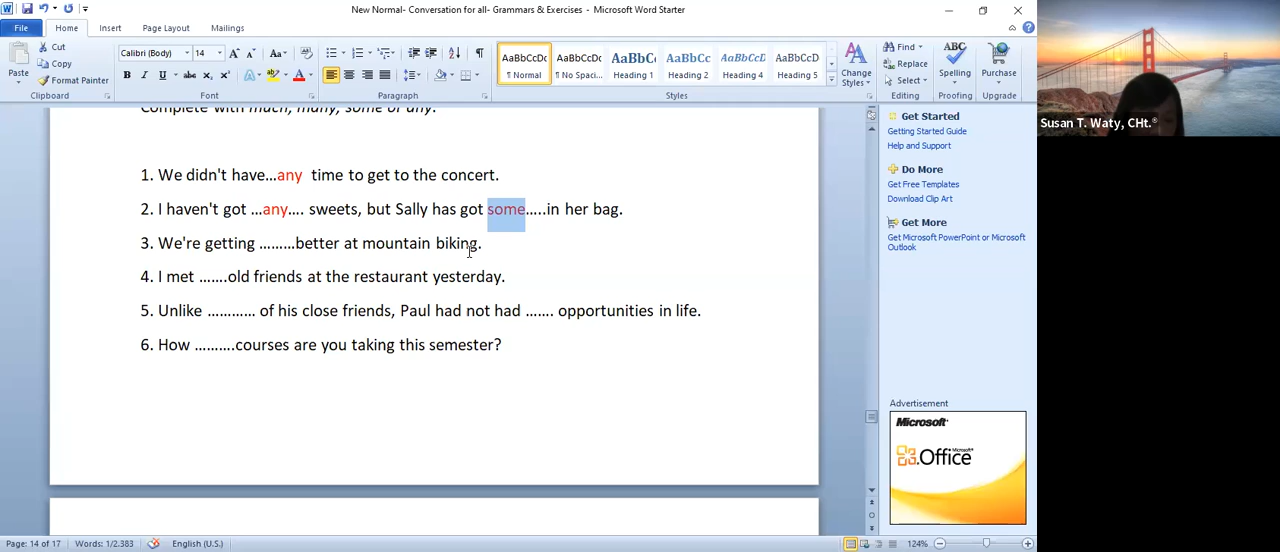 New Normal- Conversation for all- Grammars & Exercises - Microsoft Word Starter
File Home Insert Page Layout Mailings
Paste
Cut
Copy
Format Painter
Clipboard
Calibri (Body) 14
Font
Paragraph
AaBbCcDc AaBbCcDc AaBbCc AaBbCc AaBbCcD AaBbCcD
¶ Normal ¶ No Spaci... Heading 1 Heading 2 Heading 4 Heading 5
Change Styles
Styles
Find
Replace
Select
Editing
Spelling
Proofing
Purchase
Upgrade
Complete with much, many, some or any.
1. We didn't have...any time to get to the concert.
2. I haven't got ...any.... sweets, but Sally has got some.....in her bag.
3. We're getting .........better at mountain biking.
4. I met .......old friends at the restaurant yesterday.
5. Unlike ............ of his close friends, Paul had not had ....... opportunities in life.
6. How ..........courses are you taking this semester?
Get Started
Getting Started Guide
Help and Support
Do More
Get Free Templates
Download Clip Art
Get More
Get Microsoft PowerPoint or Microsoft
Outlook
Advertisement
Microsoft®
Office
Susan T. Waty, CHt.®
Page: 14 of 17 Words: 1/2.383 English (U.S.) 124%